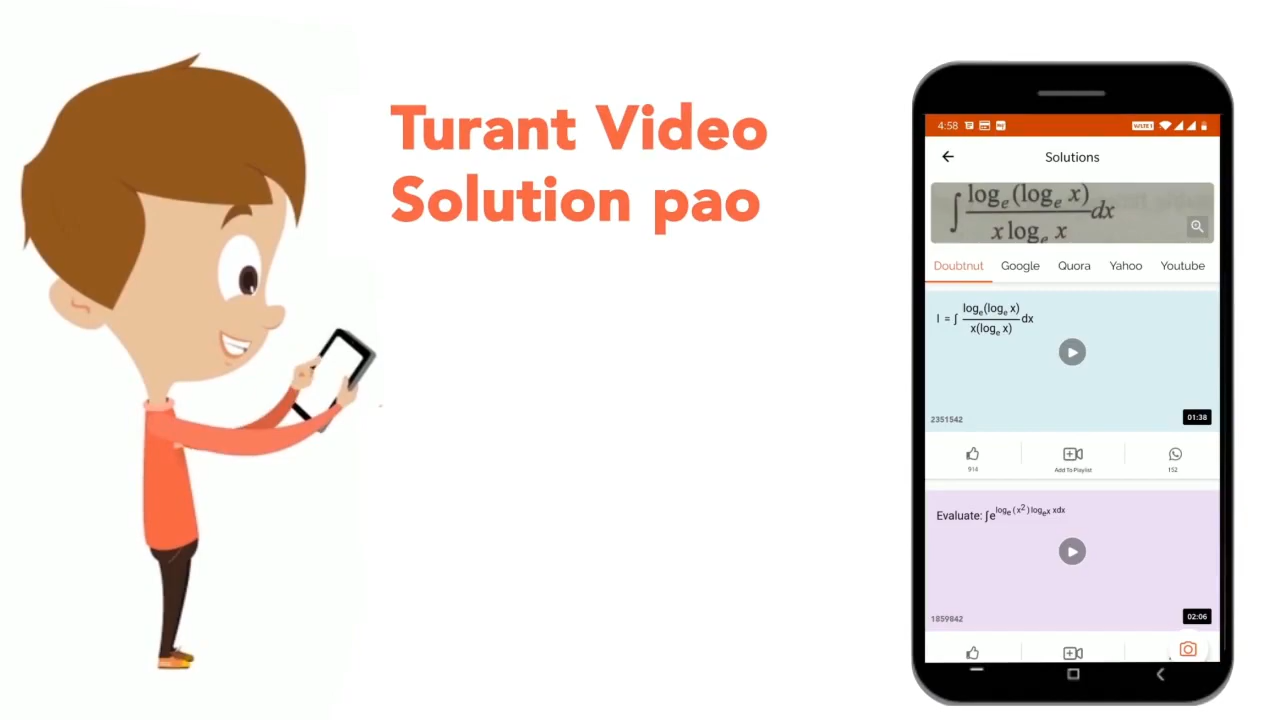 Turant Video
Solution pao
4:58
VoLTE1
Solutions
∫ logₑ(logₑ x) / x logₑ x dx
Doubtnut Google Quora Yahoo Youtube
I = ∫ logₑ(logₑ x) / x(logₑ x) dx
2351542 01:38
914 Add To Playlist 152
Evaluate: ∫e^logₑ(x²)logₑx xdx
1859842 02:06